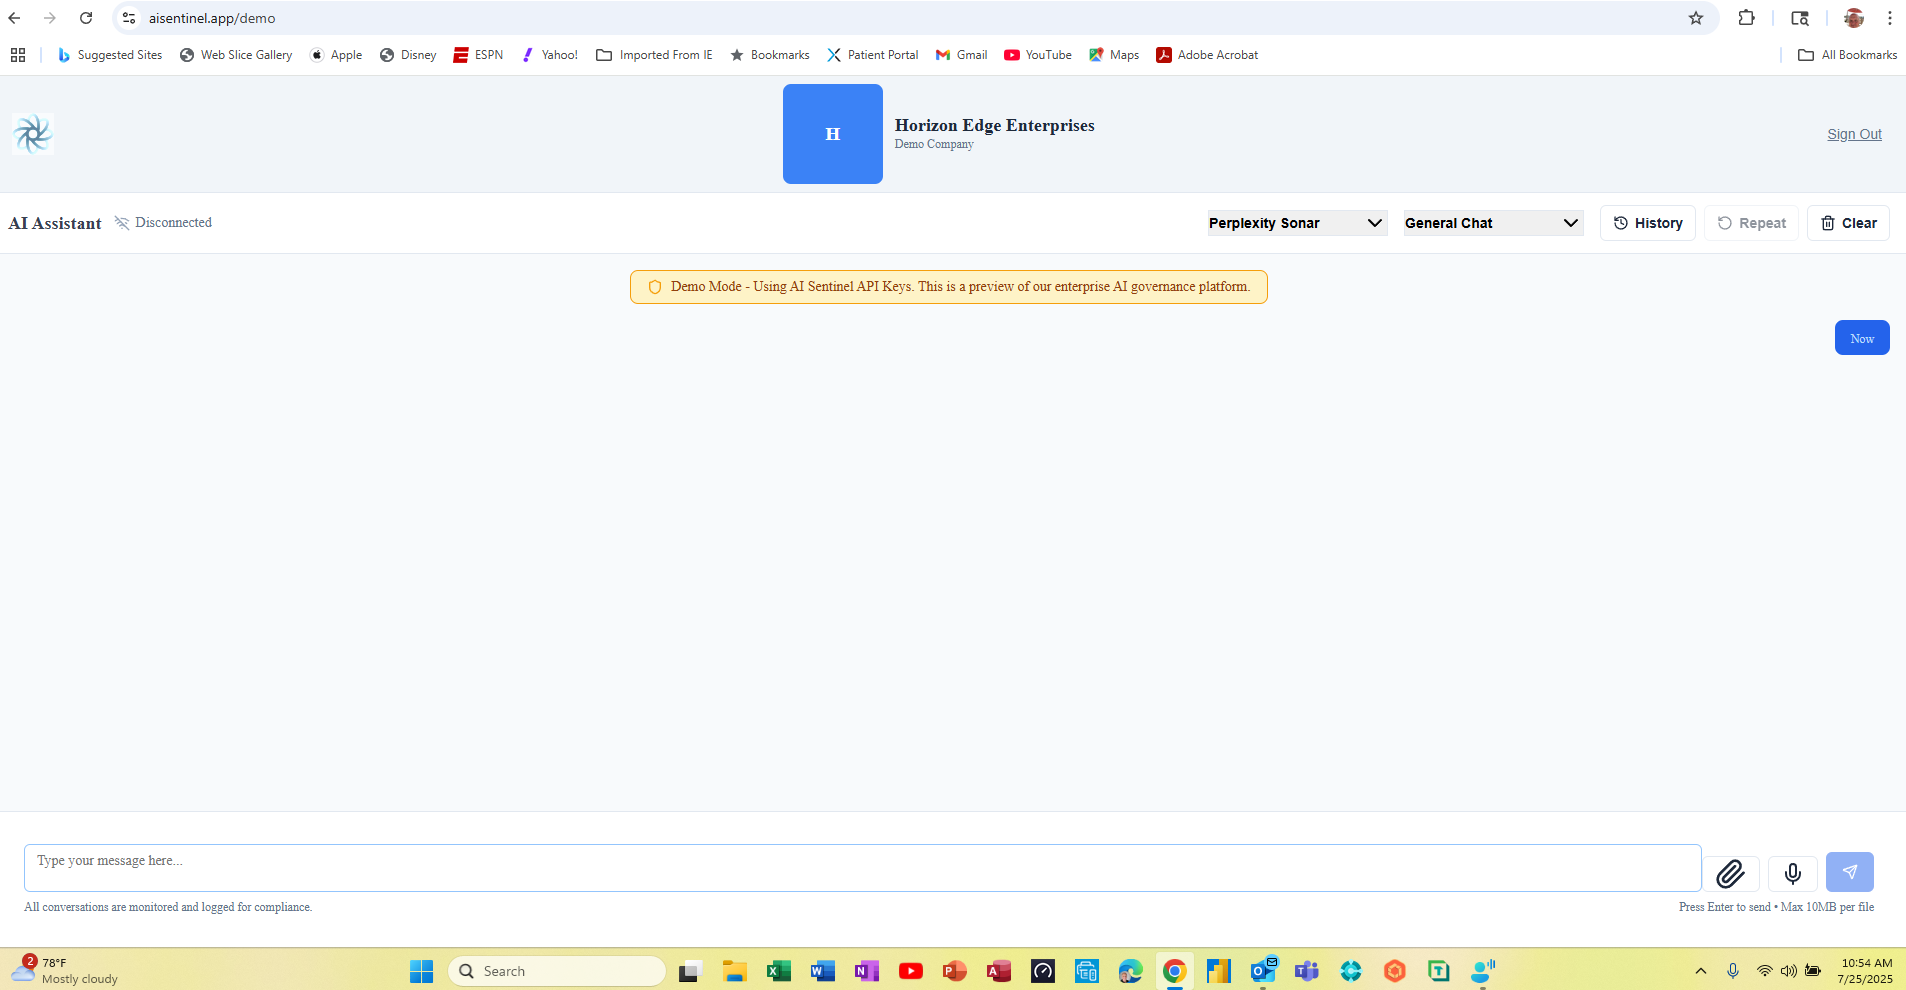 aisentinel.app/demo
Suggested Sites Web Slice Gallery Apple Disney ESPN Yahoo! Imported From IE Bookmarks Patient Portal Gmail YouTube Maps Adobe Acrobat All Bookmarks
H
Horizon Edge Enterprises
Demo Company
Sign Out
AI Assistant Disconnected Perplexity Sonar General Chat History Repeat Clear
Demo Mode - Using AI Sentinel API Keys. This is a preview of our enterprise AI governance platform.
Now
Type your message here...
All conversations are monitored and logged for compliance. Press Enter to send • Max 10MB per file
2
78°F
Mostly cloudy
Search
10:54 AM
7/25/2025